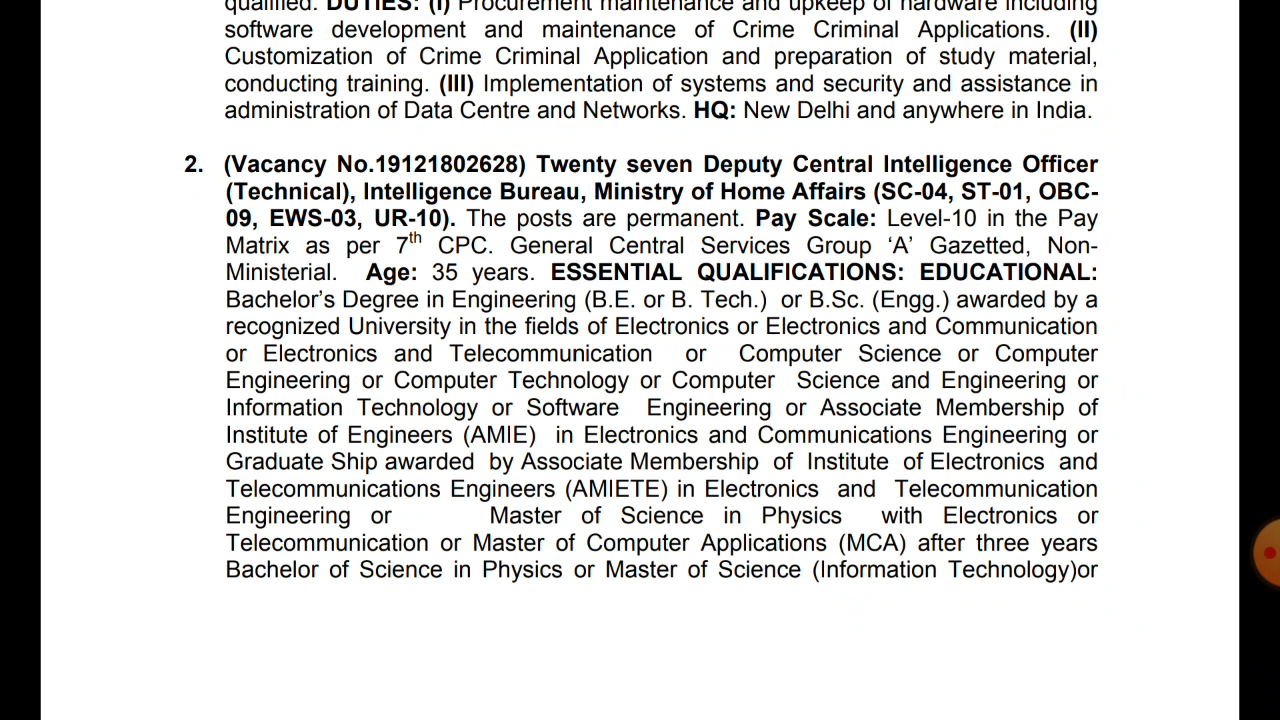 qualified. DUTIES: (I) Procurement maintenance and upkeep of hardware including
software development and maintenance of Crime Criminal Applications. (II)
Customization of Crime Criminal Application and preparation of study material,
conducting training. (III) Implementation of systems and security and assistance in
administration of Data Centre and Networks. HQ: New Delhi and anywhere in India.
2. (Vacancy No.19121802628) Twenty seven Deputy Central Intelligence Officer
(Technical), Intelligence Bureau, Ministry of Home Affairs (SC-04, ST-01, OBC-
09, EWS-03, UR-10). The posts are permanent. Pay Scale: Level-10 in the Pay
Matrix as per 7th CPC. General Central Services Group ‘A’ Gazetted, Non-
Ministerial. Age: 35 years. ESSENTIAL QUALIFICATIONS: EDUCATIONAL:
Bachelor’s Degree in Engineering (B.E. or B. Tech.) or B.Sc. (Engg.) awarded by a
recognized University in the fields of Electronics or Electronics and Communication
or Electronics and Telecommunication or Computer Science or Computer
Engineering or Computer Technology or Computer Science and Engineering or
Information Technology or Software Engineering or Associate Membership of
Institute of Engineers (AMIE) in Electronics and Communications Engineering or
Graduate Ship awarded by Associate Membership of Institute of Electronics and
Telecommunications Engineers (AMIETE) in Electronics and Telecommunication
Engineering or Master of Science in Physics with Electronics or
Telecommunication or Master of Computer Applications (MCA) after three years
Bachelor of Science in Physics or Master of Science (Information Technology)or